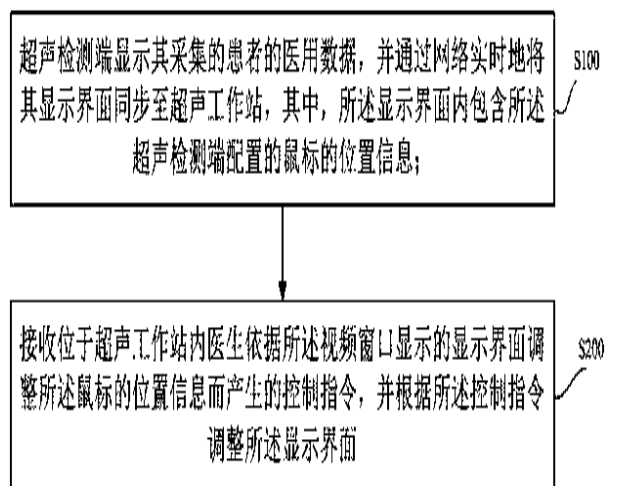 超声检测端显示其采集的患者的医用数据，并通过网络实时地将
S100
其显示界面同步至超声工作站，其中，所述显示界面内包含所述
超声检测端配置的鼠标的位置信息；
接收位于超声工作站内医生依据所述视频窗口显示的显示界面调
S200
整所述鼠标的位置信息而产生的控制指令，并根据所述控制指令
调整所述显示界面